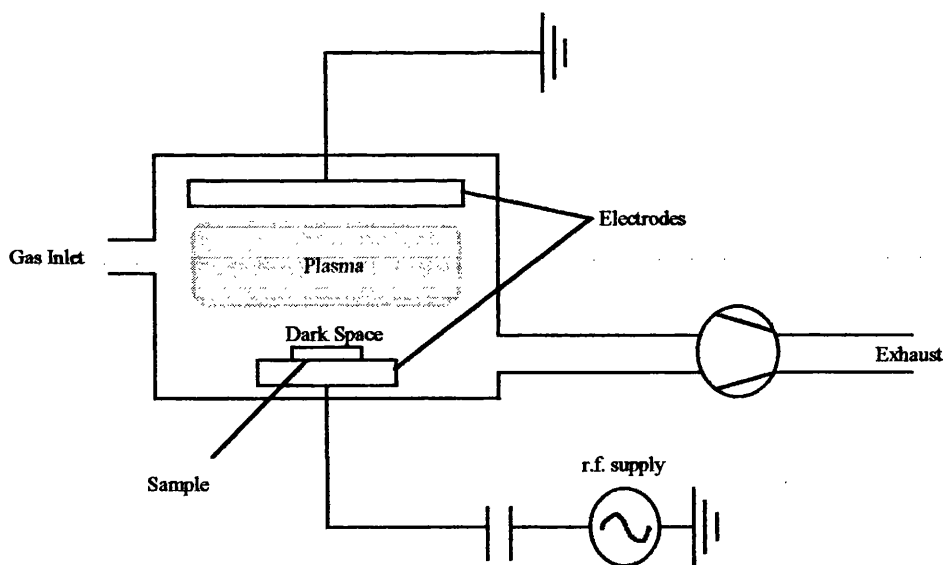 Electrodes
Gas Inlet
Plasma
Dark Space
Exhaust
Sample
r.f. supply